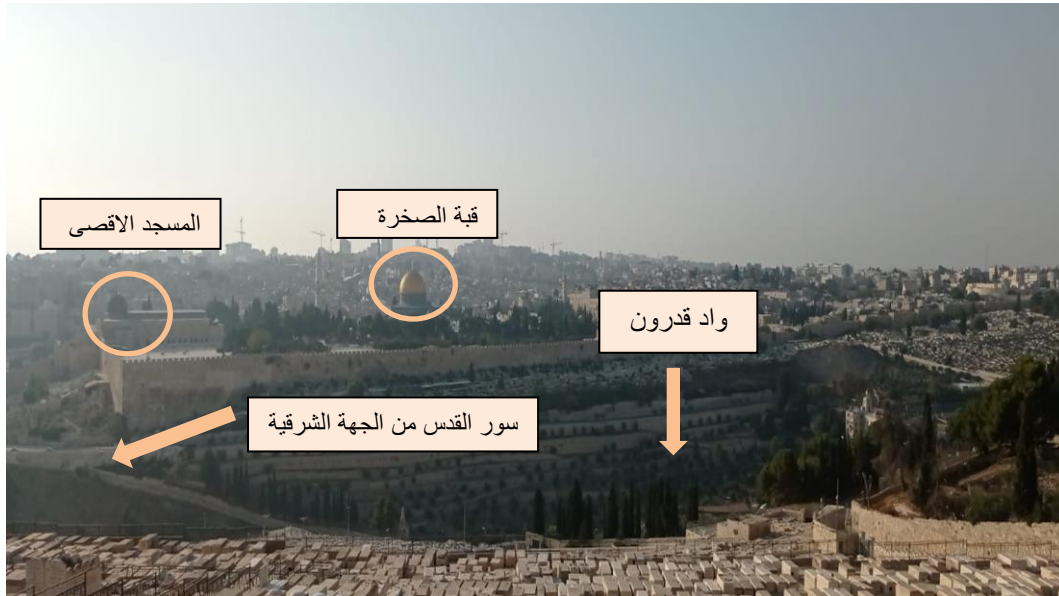 قبة الصخرة
المسجد الاقصى
واد قدرون
سور القدس من الجهة الشرقية